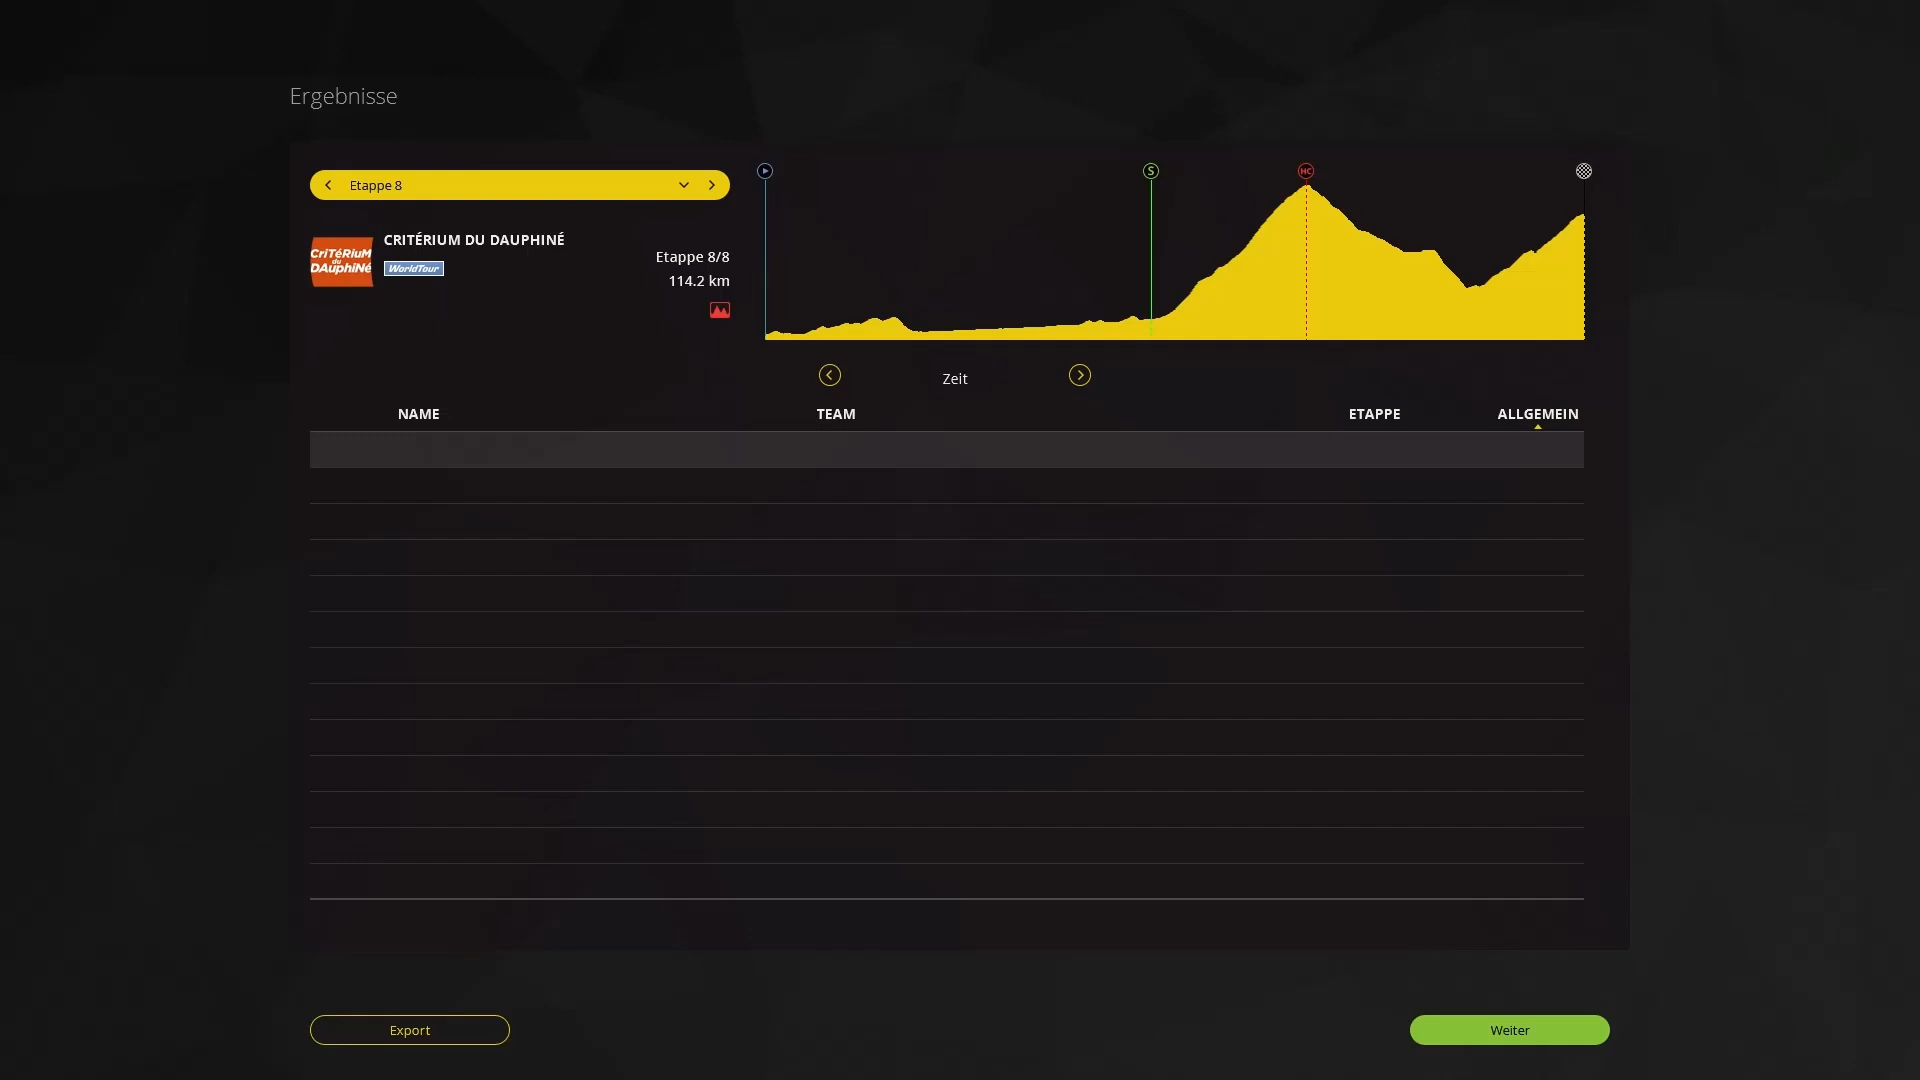 Ergebnisse
Etappe 8
S
HC
CRITÉRIUM DU DAUPHINÉ
CriTéRiuM
du
DAuphiNé
WorldTour
Etappe 8/8
114.2 km
Zeit
NAME TEAM ETAPPE ALLGEMEIN
Export Weiter